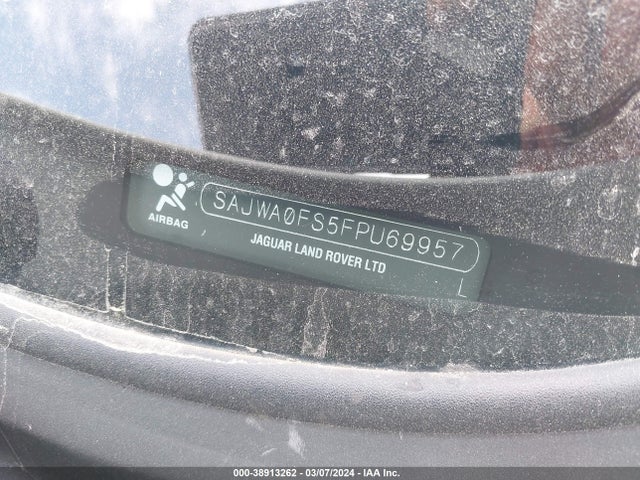 SAJWA0FS5FPU69957
AIRBAG
JAGUAR LAND ROVER LTD
L
000-38913262 - 03/07/2024 - IAA Inc.